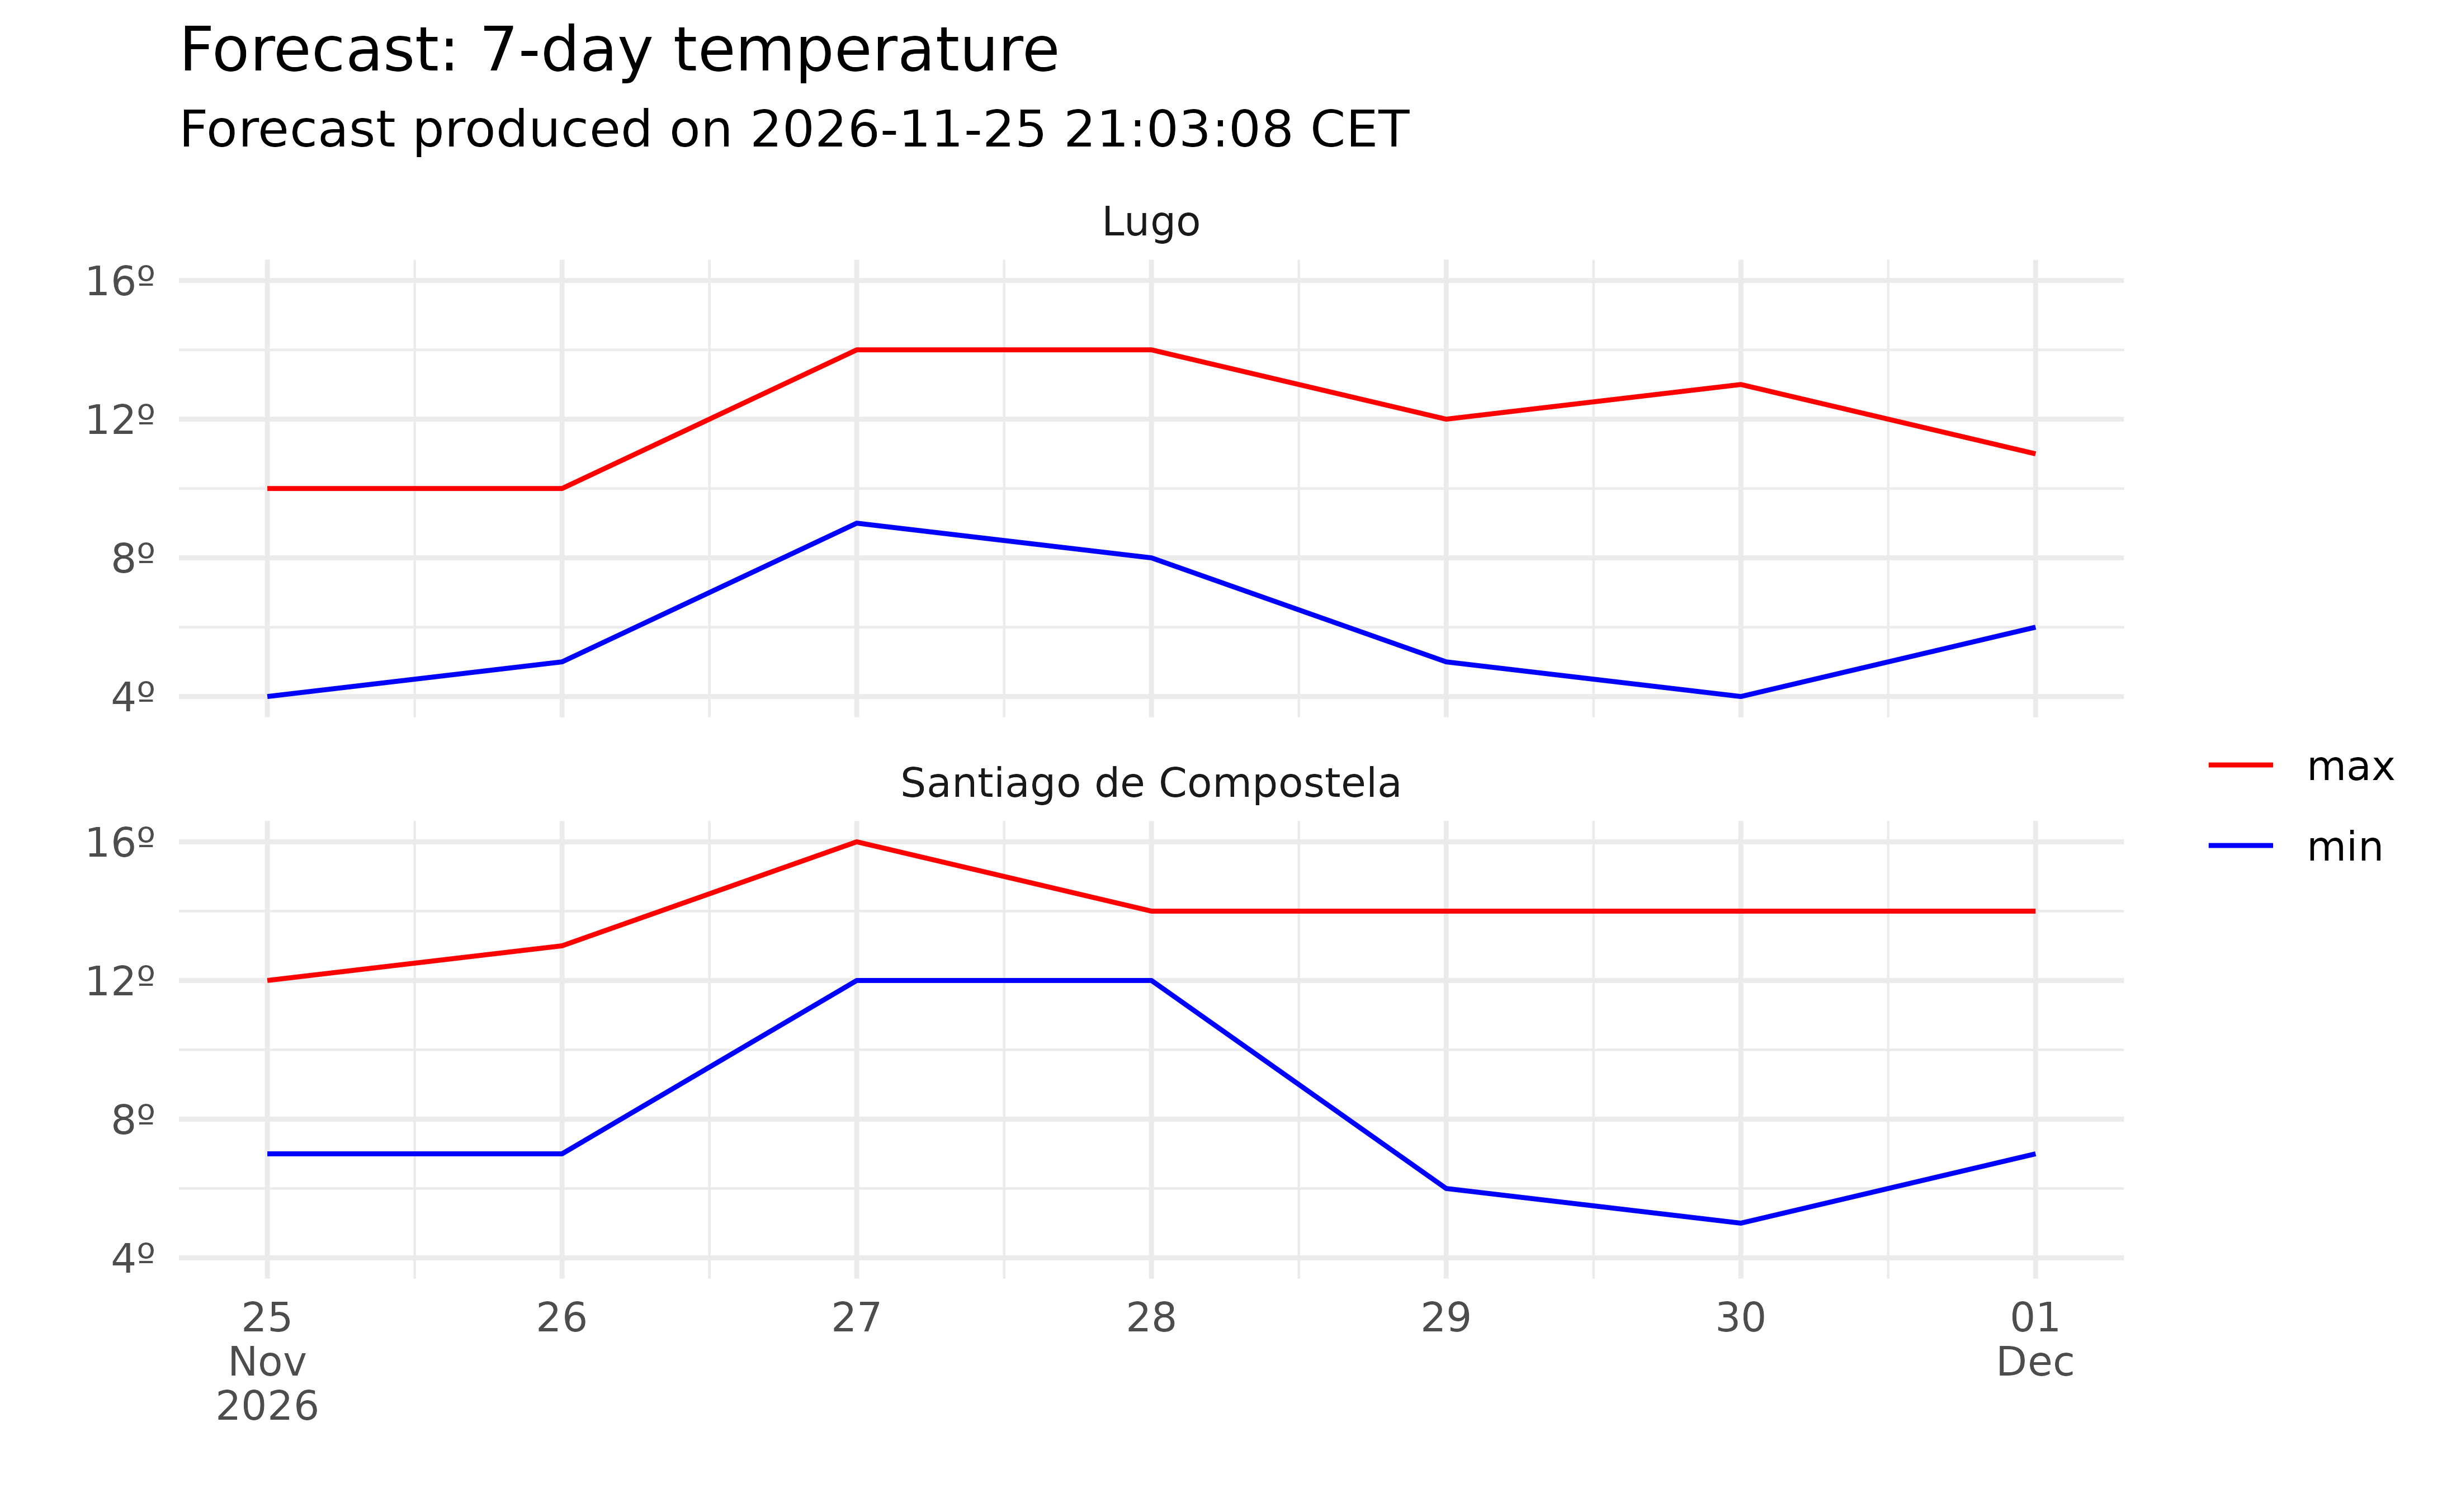 Forecast: 7-day temperature
Forecast produced on 2026-11-25 21:03:08 CET
Lugo
16º
12º
8º
4º
Santiago de Compostela
16º
12º
8º
4º
25 26 27 28 29 30 01
Nov Dec
2026
max
min